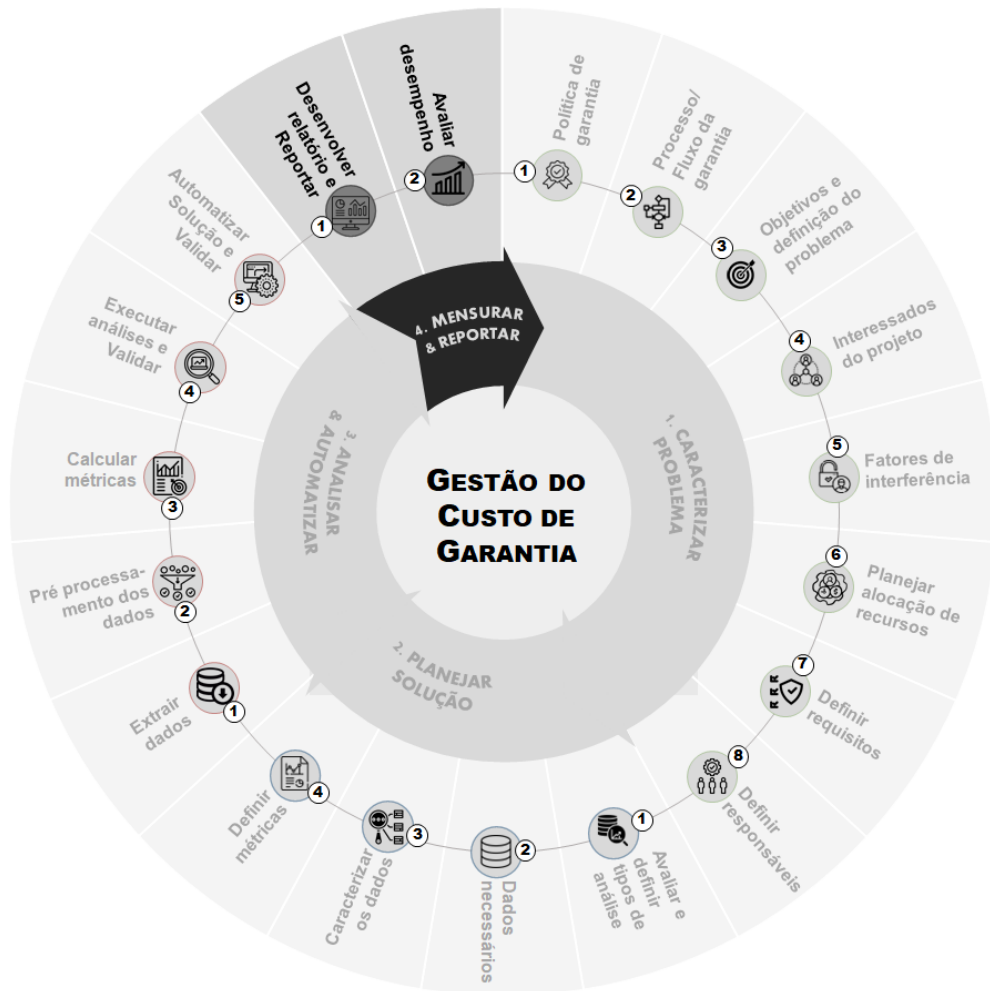 GESTÃO DO
CUSTO DE
GARANTIA
1. CARACTERIZAR
PROBLEMA
1
Política de
garantia
2
Processo/
Fluxo da
garantia
3
Objetivos e
definição do
problema
4
Interessados
do projeto
5
Fatores de
interferência
6
Planejar
alocação de
recursos
7
R
R
R
Definir
requisitos
8
Definir
responsáveis
2. PLANEJAR
SOLUÇÃO
1
Avaliar e
definir
tipos de
análise
2
Dados
necessários
3
Caracterizar
os dados
4
Definir
métricas
3. ANALISAR
& AUTOMATIZAR
1
Extrair
dados
2
Pré processa-
mento dos
dados
3
Calcular
métricas
4
Executar
análises e
Validar
5
Automatizar
Solução e
Validar
4. MENSURAR
& REPORTAR
1
Desenvolver
relatório e
Reportar
2
Avaliar
desempenho